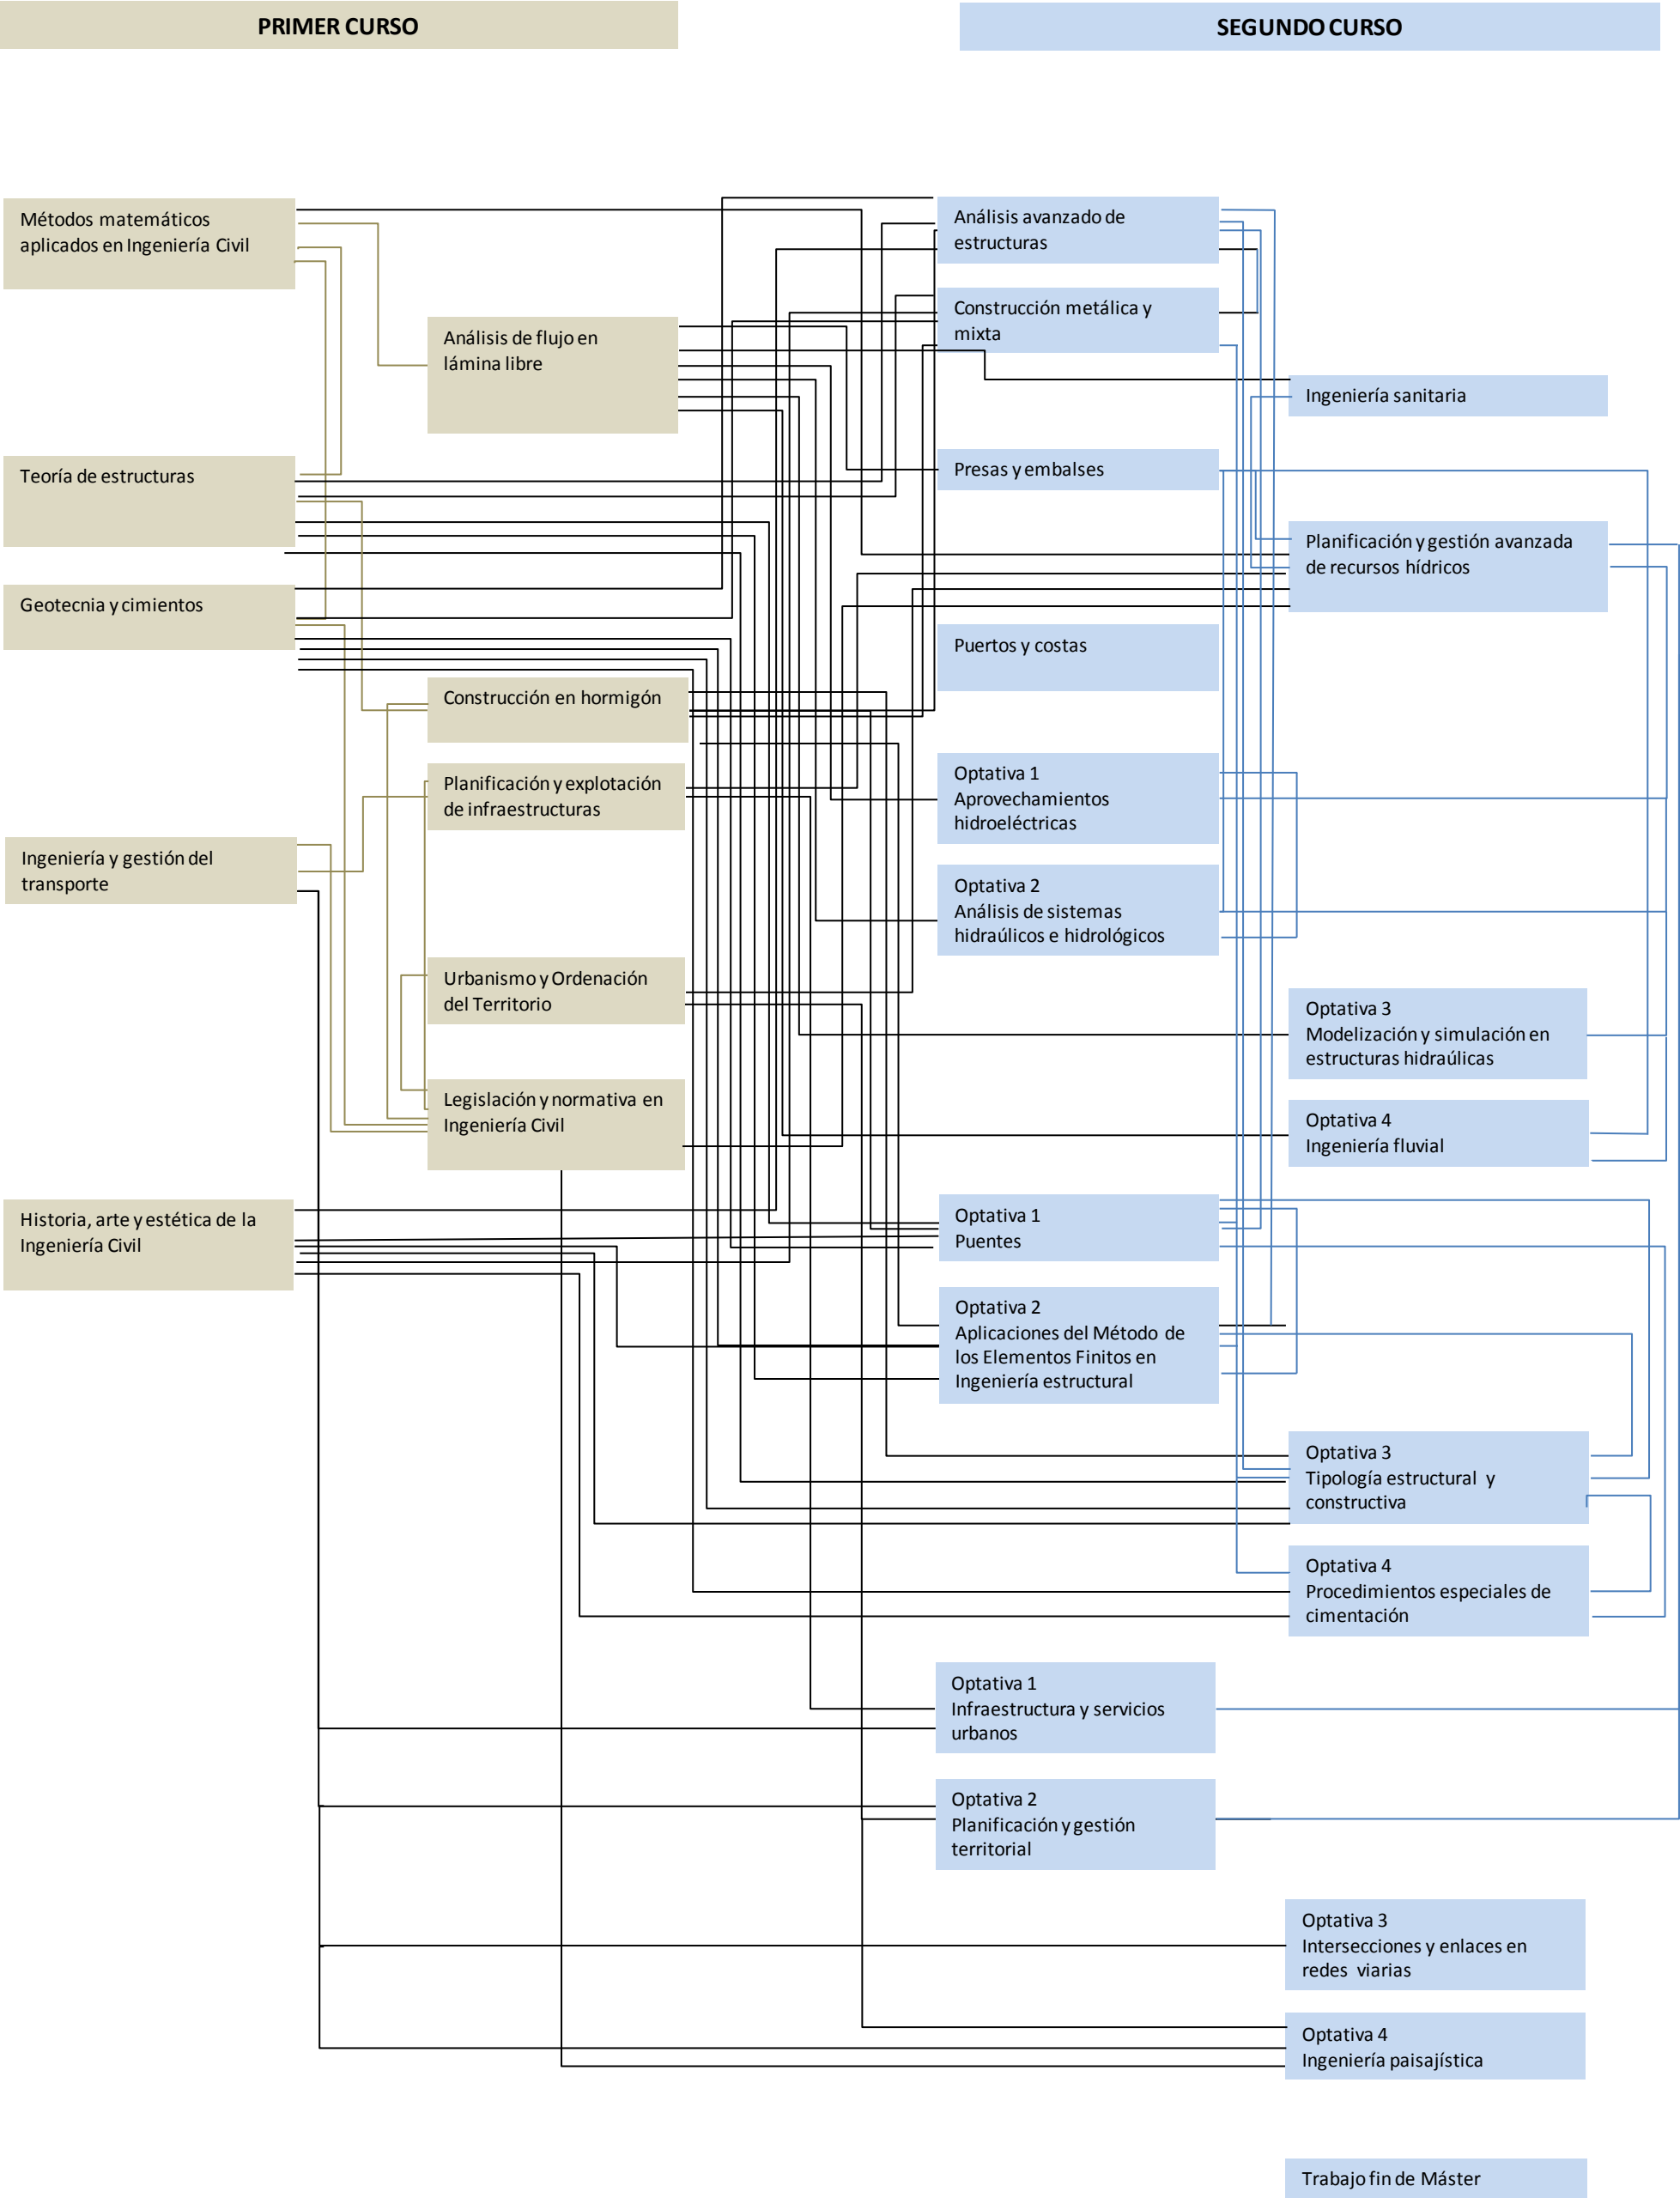 PRIMER CURSO
SEGUNDO CURSO
Métodos matemáticos
aplicados en Ingeniería Civil
Análisis de flujo en
lámina libre
Teoría de estructuras
Geotecnia y cimientos
Construcción en hormigón
Planificación y explotación
de infraestructuras
Ingeniería y gestión del
transporte
Urbanismo y Ordenación
del Territorio
Legislación y normativa en
Ingeniería Civil
Historia, arte y estética de la
Ingeniería Civil
Análisis avanzado de
estructuras
Construcción metálica y
mixta
Ingeniería sanitaria
Presas y embalses
Planificación y gestión avanzada
de recursos hídricos
Puertos y costas
Optativa 1
Aprovechamientos
hidroeléctricas
Optativa 2
Análisis de sistemas
hidraúlicos e hidrológicos
Optativa 3
Modelización y simulación en
estructuras hidraúlicas
Optativa 4
Ingeniería fluvial
Optativa 1
Puentes
Optativa 2
Aplicaciones del Método de
los Elementos Finitos en
Ingeniería estructural
Optativa 3
Tipología estructural y
constructiva
Optativa 4
Procedimientos especiales de
cimentación
Optativa 1
Infraestructura y servicios
urbanos
Optativa 2
Planificación y gestión
territorial
Optativa 3
Intersecciones y enlaces en
redes viarias
Optativa 4
Ingeniería paisajística
Trabajo fin de Máster